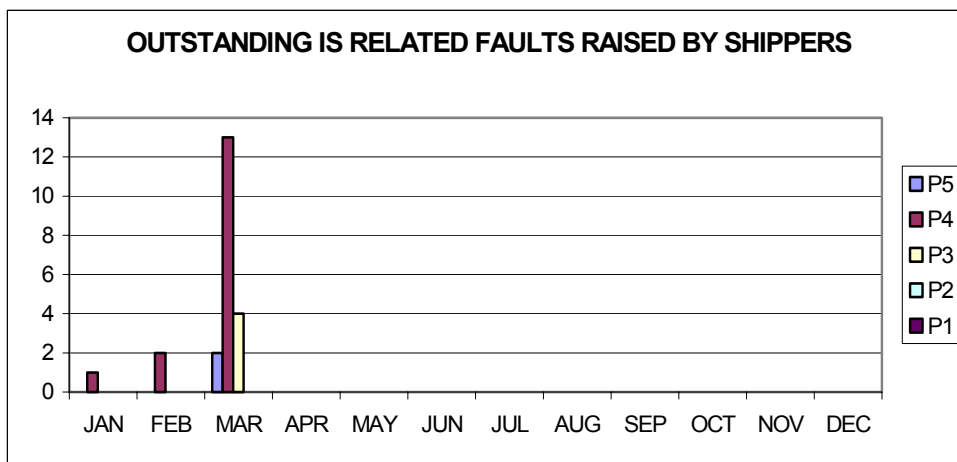 OUTSTANDING IS RELATED FAULTS RAISED BY SHIPPERS
14
12
10
8
6
4
2
0
JAN FEB MAR APR MAY JUN JUL AUG SEP OCT NOV DEC
P5
P4
P3
P2
P1